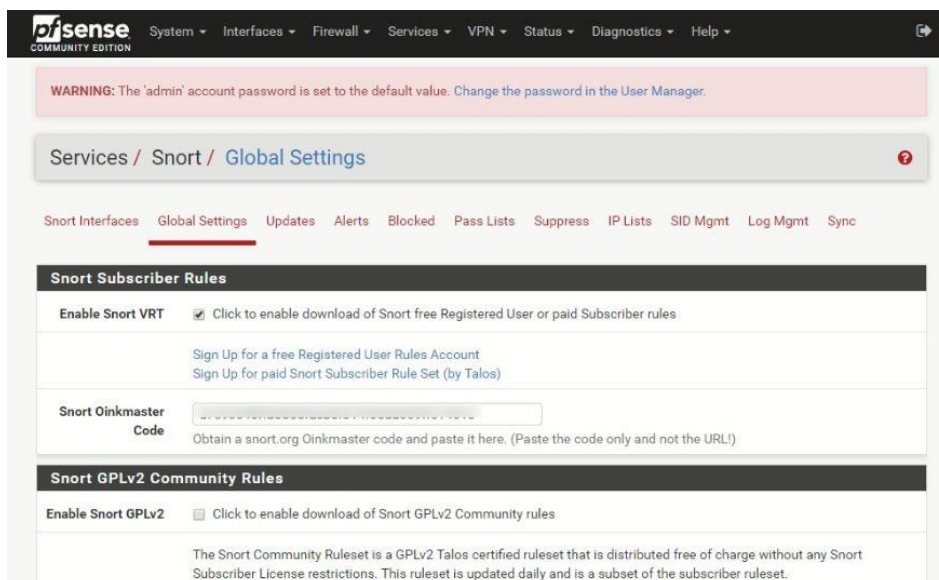 pfsense System Interfaces Firewall Services VPN Status Diagnostics Help
COMMUNITY EDITION
WARNING: The 'admin' account password is set to the default value. Change the password in the User Manager.
Services / Snort / Global Settings
Snort Interfaces Global Settings Updates Alerts Blocked Pass Lists Suppress IP Lists SID Mgmt Log Mgmt Sync
Snort Subscriber Rules
Enable Snort VRT Click to enable download of Snort free Registered User or paid Subscriber rules
Sign Up for a free Registered User Rules Account
Sign Up for paid Snort Subscriber Rule Set (by Talos)
Snort Oinkmaster
Code
Obtain a snort.org Oinkmaster code and paste it here. (Paste the code only and not the URL!)
Snort GPLv2 Community Rules
Enable Snort GPLv2 Click to enable download of Snort GPLv2 Community rules
The Snort Community Ruleset is a GPLv2 Talos certified ruleset that is distributed free of charge without any Snort
Subscriber License restrictions. This ruleset is updated daily and is a subset of the subscriber ruleset.